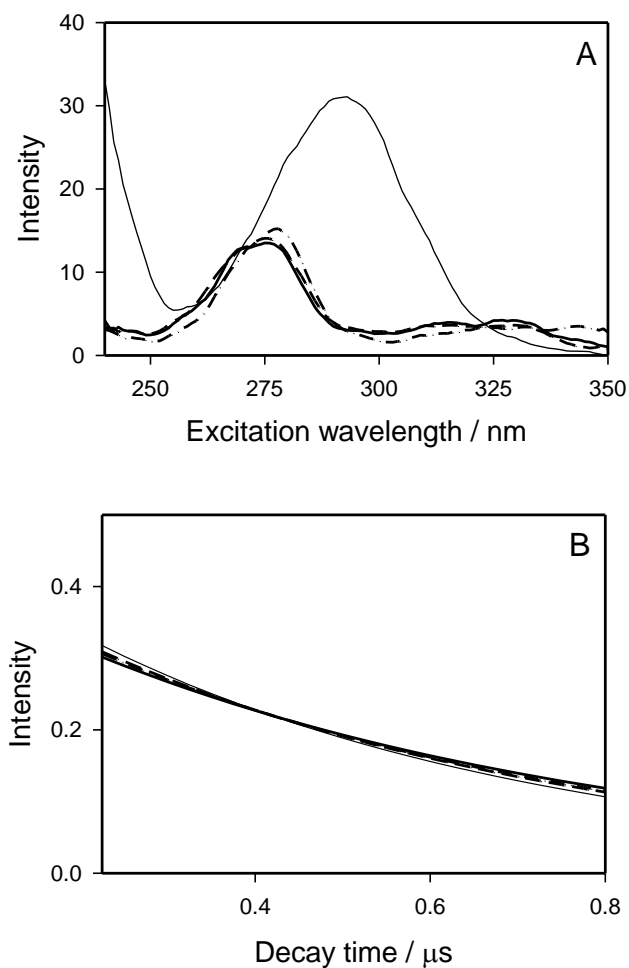 A
40
30
20
10
0
Intensity
250 275 300 325 350
Excitation wavelength / nm
B
0.4
0.2
0.0
Intensity
0.4 0.6 0.8
Decay time / μs